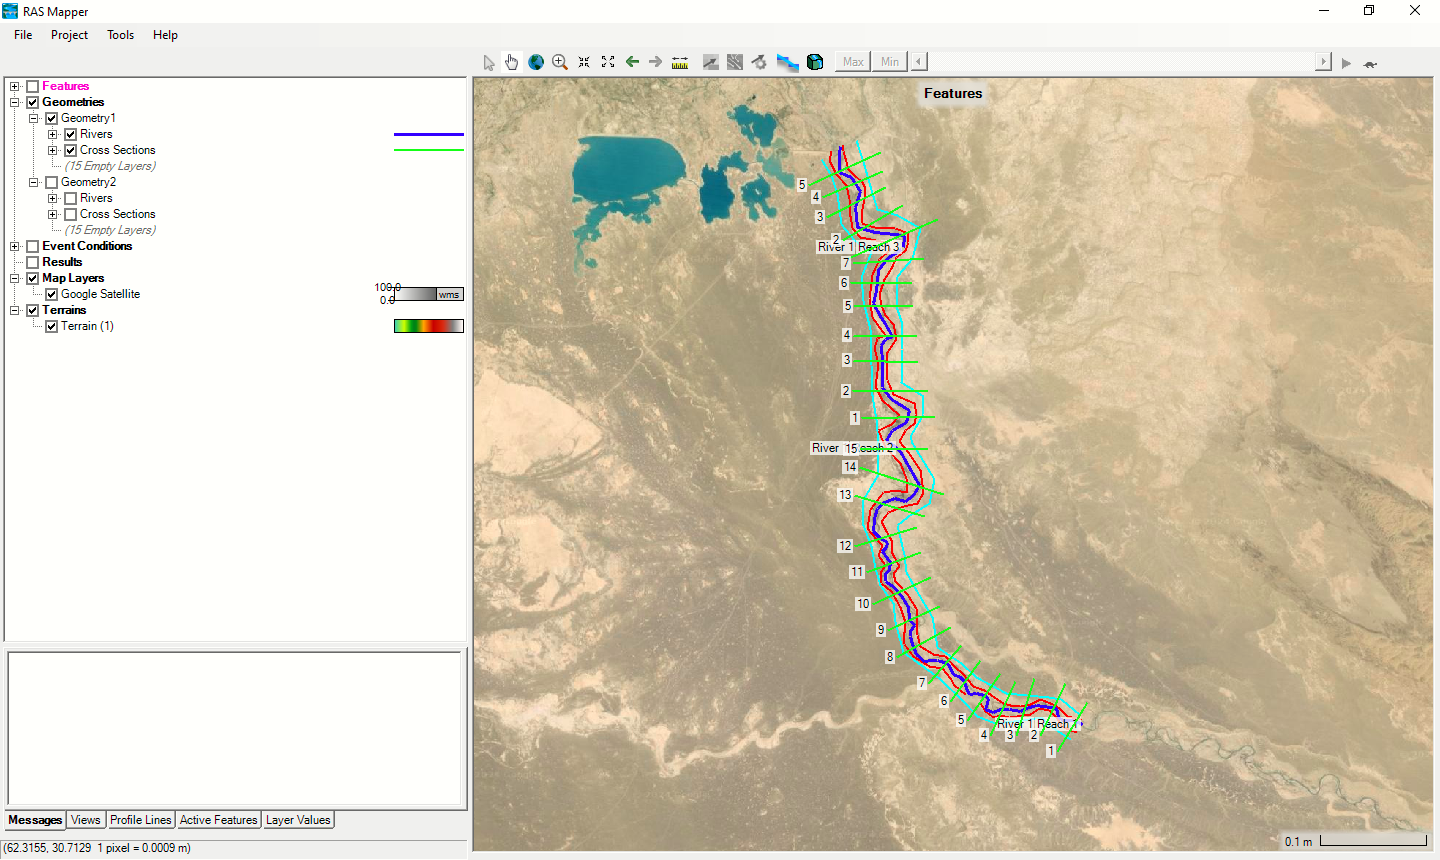 RAS Mapper
File Project Tools Help
Max Min
Features
Geometries
Geometry1
Rivers
Cross Sections
(15 Empty Layers)
Geometry2
Rivers
Cross Sections
(15 Empty Layers)
Event Conditions
Results
Map Layers
Google Satellite
100.0
0.0
wms
Terrains
Terrain (1)
Messages Views Profile Lines Active Features Layer Values
(62.3155, 30.7129 1 pixel = 0.0009 m)
Features
5
4
3
2
River 1 Reach 3
7
6
5
4
3
2
1
River 15 each 2
14
13
12
11
10
9
8
7
6
5
River 1 Reach 1
4 3 2
1
0.1 m